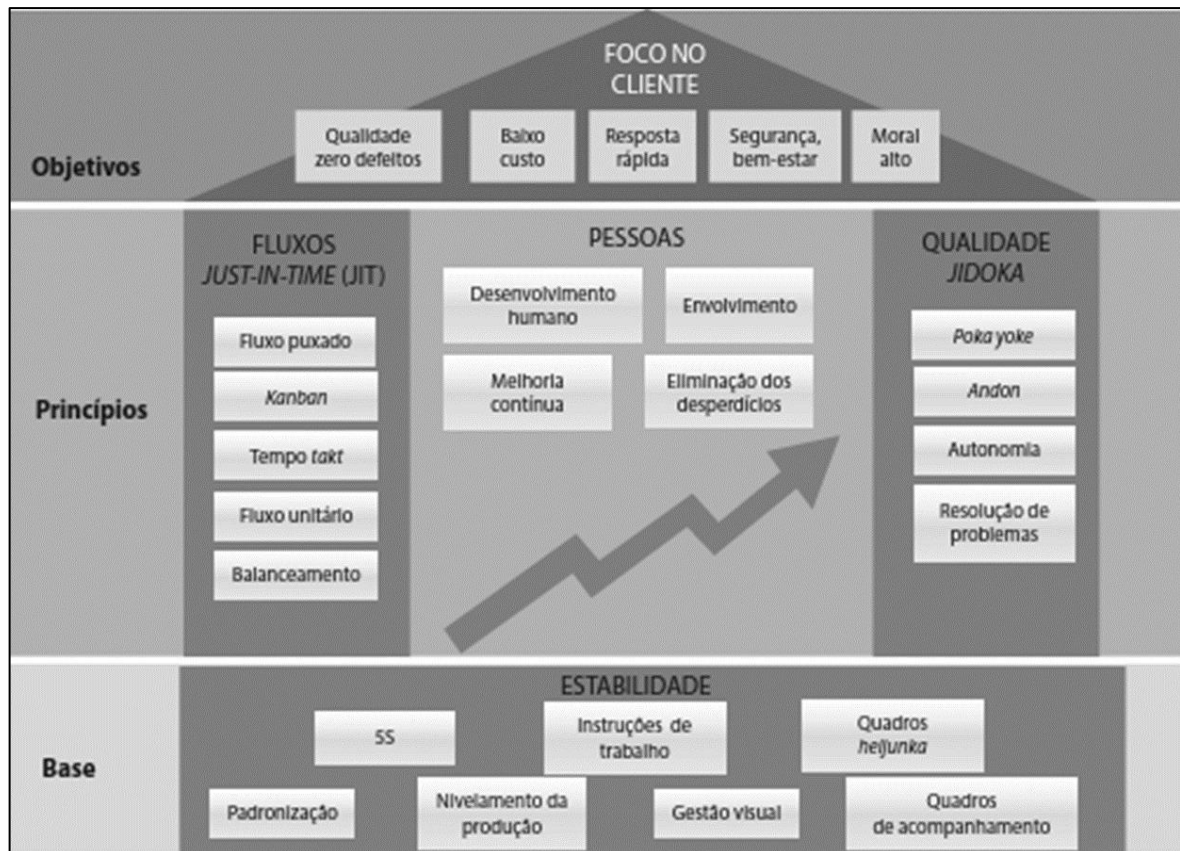 FOCO NO
CLIENTE
Qualidade
zero defeitos
Baixo
custo
Resposta
rápida
Segurança,
bem-estar
Moral
alto
Objetivos
FLUXOS
JUST-IN-TIME (JIT)
Fluxo puxado
Kanban
Tempo takt
Fluxo unitário
Balanceamento
PESSOAS
Desenvolvimento
humano
Envolvimento
Melhoria
contínua
Eliminação dos
desperdícios
QUALIDADE
JIDOKA
Poka yoke
Andon
Autonomia
Resolução de
problemas
Princípios
ESTABILIDADE
5S
Instruções de
trabalho
Quadros
heijunka
Base
Padronização
Nivelamento da
produção
Gestão visual
Quadros
de acompanhamento